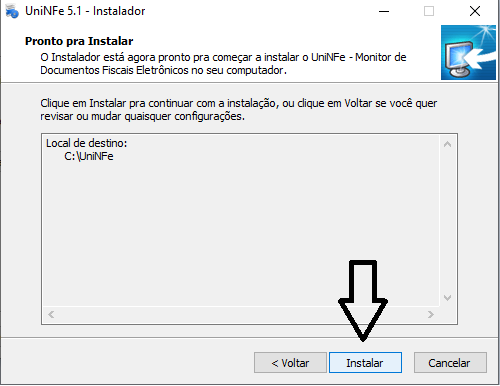 UniNFe 5.1 - Instalador
Pronto pra Instalar
O Instalador está agora pronto pra começar a instalar o UniNFe - Monitor de
Documentos Fiscais Eletrônicos no seu computador.
Clique em Instalar pra continuar com a instalação, ou clique em Voltar se você quer
revisar ou mudar quaisquer configurações.
Local de destino:
C:\UniNFe
< Voltar
Instalar
Cancelar